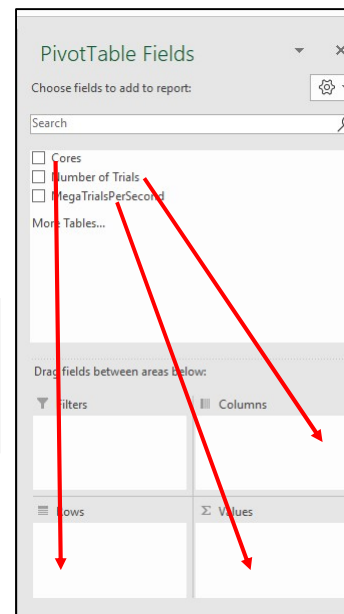 PivotTable Fields
Choose fields to add to report:
Search
Cores
Number of Trials
MegaTrialsPerSecond
More Tables...
Drag fields between areas below:
Filters
Columns
Rows
Σ Values